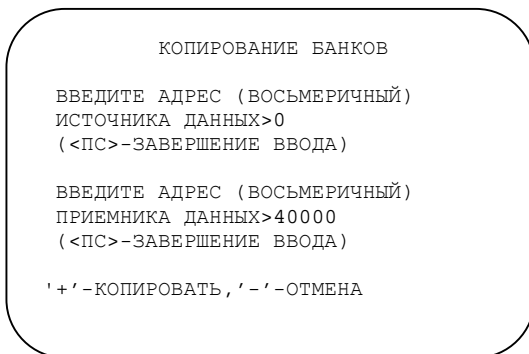 КОПИРОВАНИЕ БАНКОВ
ВВЕДИТЕ АДРЕС (ВОСЬМЕРИЧНЫЙ)
ИСТОЧНИКА ДАННЫХ>0
(<ПС>-ЗАВЕРШЕНИЕ ВВОДА)
ВВЕДИТЕ АДРЕС (ВОСЬМЕРИЧНЫЙ)
ПРИЕМНИКА ДАННЫХ>40000
(<ПС>-ЗАВЕРШЕНИЕ ВВОДА)
'+’-КОПИРОВАТЬ,’-’-ОТМЕНА